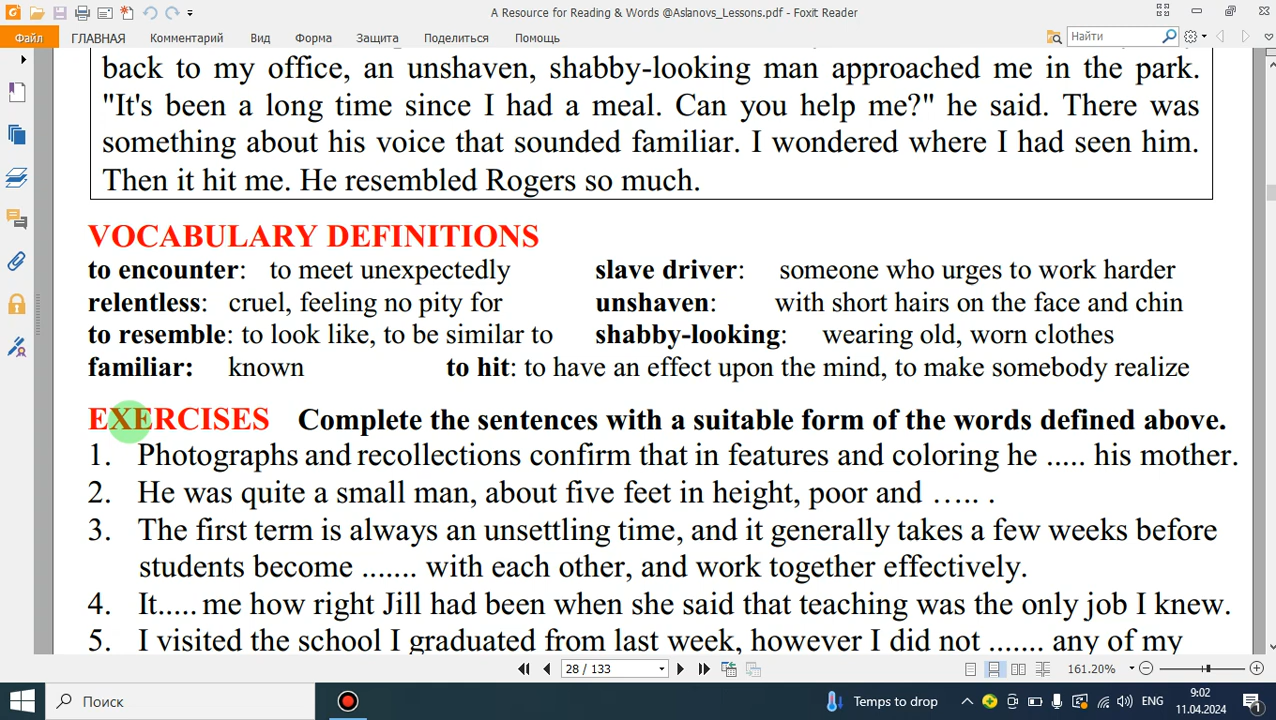 A Resource for Reading & Words @Aslanovs_Lessons.pdf - Foxit Reader
Файл ГЛАВНАЯ Комментарий Вид Форма Защита Поделиться Помощь Найти
back to my office, an unshaven, shabby-looking man approached me in the park.
"It's been a long time since I had a meal. Can you help me?" he said. There was
something about his voice that sounded familiar. I wondered where I had seen him.
Then it hit me. He resembled Rogers so much.
VOCABULARY DEFINITIONS
to encounter: to meet unexpectedly slave driver: someone who urges to work harder
relentless: cruel, feeling no pity for unshaven: with short hairs on the face and chin
to resemble: to look like, to be similar to shabby-looking: wearing old, worn clothes
familiar: known to hit: to have an effect upon the mind, to make somebody realize
EXERCISES Complete the sentences with a suitable form of the words defined above.
1. Photographs and recollections confirm that in features and coloring he ..... his mother.
2. He was quite a small man, about five feet in height, poor and ….. .
3. The first term is always an unsettling time, and it generally takes a few weeks before
students become ....... with each other, and work together effectively.
4. It..... me how right Jill had been when she said that teaching was the only job I knew.
5. I visited the school I graduated from last week, however I did not ....... any of my
28 / 133 161.20%
Поиск Temps to drop ENG 9:02
11.04.2024 1